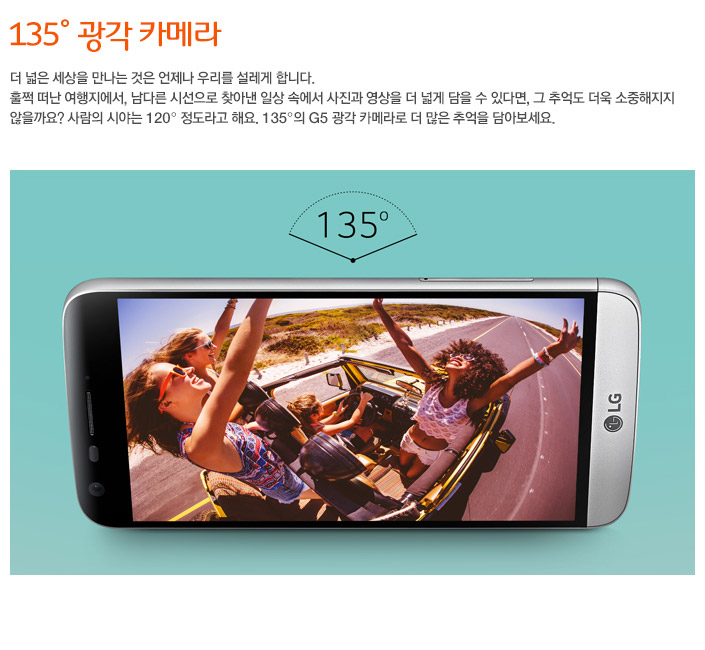 135° 광각 카메라
더 넓은 세상을 만나는 것은 언제나 우리를 설레게 합니다.
훌쩍 떠난 여행지에서, 남다른 시선으로 찾아낸 일상 속에서 사진과 영상을 더 넓게 담을 수 있다면, 그 추억도 더욱 소중해지지
않을까요? 사람의 시야는 120° 정도라고 해요. 135°의 G5 광각 카메라로 더 많은 추억을 담아보세요.
135°
LG